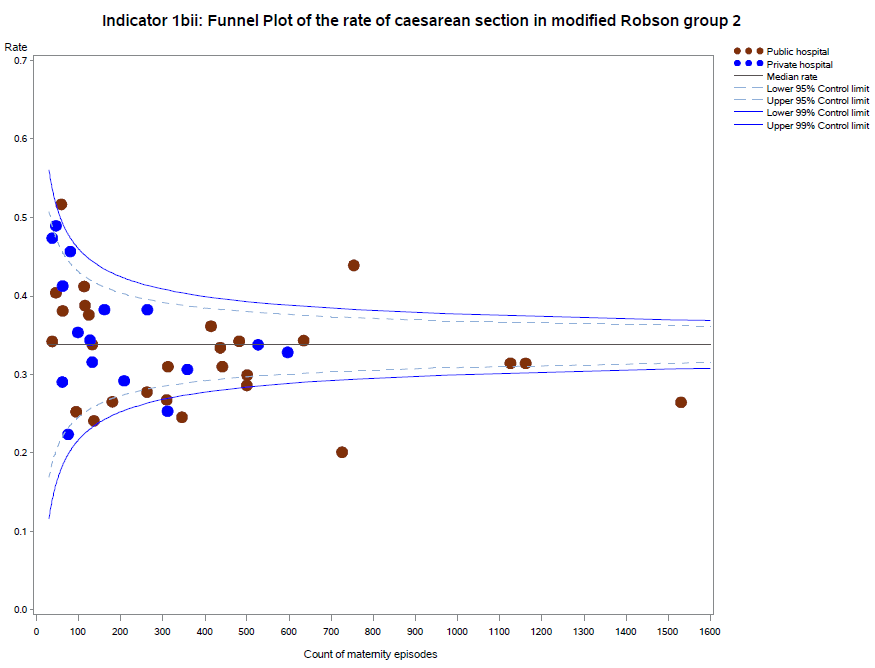 Indicator 1bii: Funnel Plot of the rate of caesarean section in modified Robson group 2
Rate
0.7
0.6
0.5
0.4
0.3
0.2
0.1
0.0
0 100 200 300 400 500 600 700 800 900 1000 1100 1200 1300 1400 1500 1600
Count of maternity episodes
Public hospital
Private hospital
Median rate
Lower 95% Control limit
Upper 95% Control limit
Lower 99% Control limit
Upper 99% Control limit